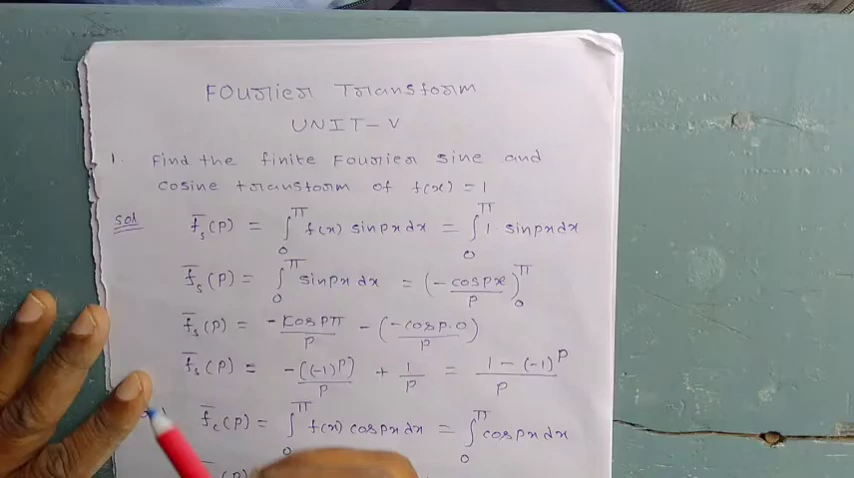 Fourier Transform
UNIT-V
1. Find the finite Fourier sine and
cosine transform of f(x) = 1
Sol f̅ₛ(P) = ∫₀^π f(x) sinpx dx = ∫₀^π 1. sinpx dx
f̅ₛ(P) = ∫₀^π sinpx dx = (-cospx/P)₀^π
f̅ₛ(P) = -cospπ/P - (-cosp.0/P)
f̅ₛ(P) = -((-1)^P)/P + 1/P = 1-(-1)^P/P
f̅c(P) = ∫₀^π f(x) cospx dx = ∫₀^π cospx dx